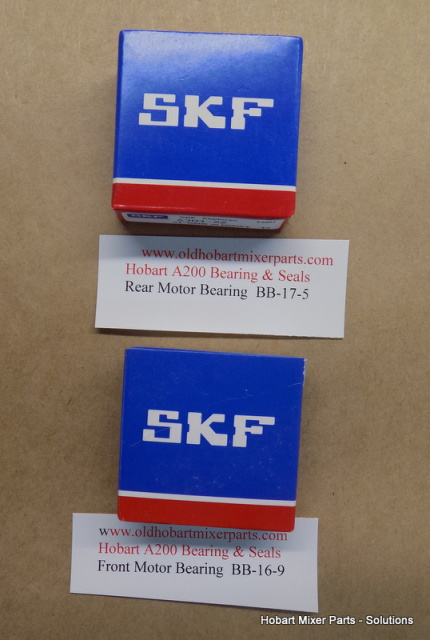 SKF
SKF
www.oldhobartmixerparts.com
Hobart A200 Bearing & Seals
Rear Motor Bearing BB-17-5
SKF
www.oldhobartmixerparts.com
Hobart A200 Bearing & Seals
Front Motor Bearing BB-16-9
Hobart Mixer Parts - Solutions